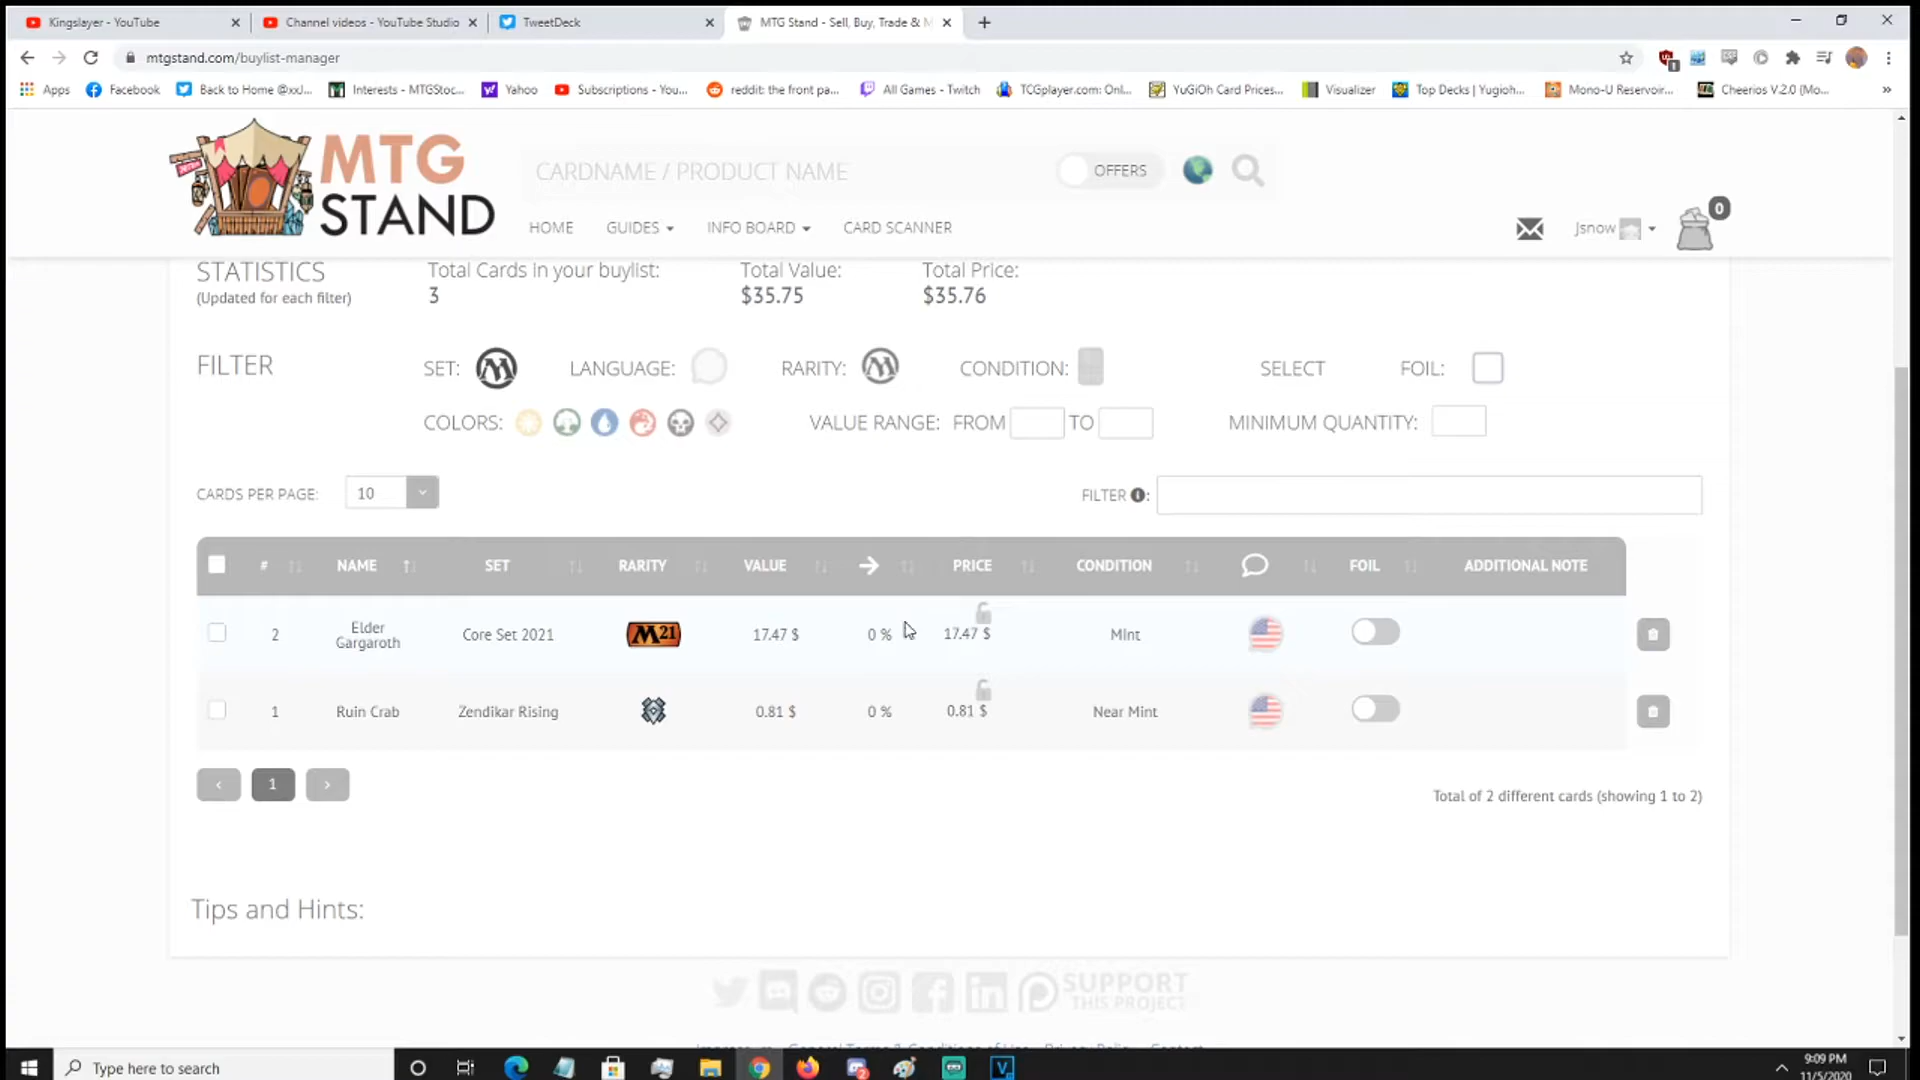 Kingslayer - YouTube
Channel videos - YouTube Studio
TweetDeck
MTG Stand - Sell, Buy, Trade & M
mtgstand.com/buylist-manager
Apps
Facebook
Back to Home @xxJ...
Interests - MTGStoc...
Yahoo
Subscriptions - You...
reddit: the front pa...
All Games - Twitch
TCGplayer.com: Onl...
YuGiOh Card Prices...
Visualizer
Top Decks | Yugioh...
Mono-U Reservoir...
Cheerios V.2.0 (Mo...
»
MTG
STAND
CARDNAME / PRODUCT NAME
OFFERS
HOME
GUIDES
INFO BOARD
CARD SCANNER
Jsnow
0
STATISTICS
(Updated for each filter)
Total Cards in your buylist:
3
Total Value:
$35.75
Total Price:
$35.76
FILTER
SET:
LANGUAGE:
RARITY:
CONDITION:
SELECT
FOIL:
COLORS:
VALUE RANGE: FROM
TO
MINIMUM QUANTITY:
CARDS PER PAGE:
10
FILTER
:
# NAME SET RARITY VALUE PRICE CONDITION FOIL ADDITIONAL NOTE
2 Elder Gargaroth Core Set 2021 M21 17.47 $ 0 % 17.47 $ MInt
1 Ruin Crab Zendikar Rising 0.81 $ 0 % 0.81 $ Near Mint
‹ 1 ›
Total of 2 different cards (showing 1 to 2)
Tips and Hints:
SUPPORT
THIS PROJECT
Type here to search
9:09 PM
11/5/2020